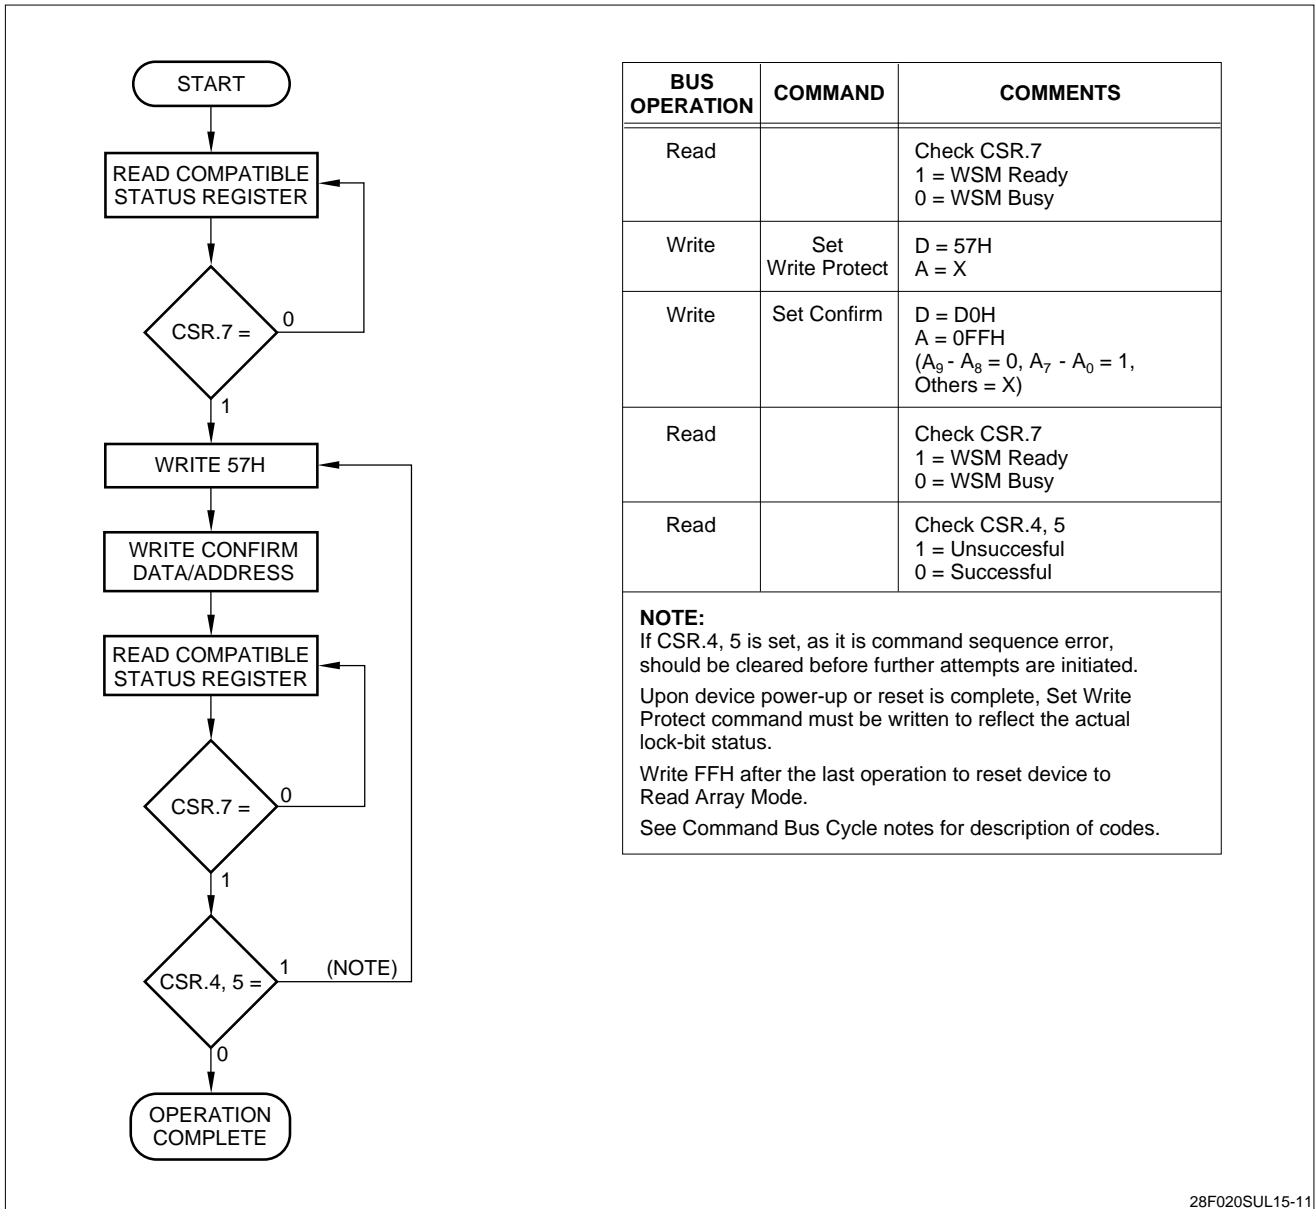 START
READ COMPATIBLE
STATUS REGISTER
CSR.7 =
0
1
WRITE 57H
WRITE CONFIRM
DATA/ADDRESS
READ COMPATIBLE
STATUS REGISTER
CSR.7 =
0
1
CSR.4, 5 =
1
(NOTE)
0
OPERATION
COMPLETE
BUS
OPERATION
COMMAND
COMMENTS
Read
Check CSR.7
1 = WSM Ready
0 = WSM Busy
Write
Set
Write Protect
D = 57H
A = X
Write
Set Confirm
D = D0H
A = 0FFH
(A9 - A8 = 0, A7 - A0 = 1,
Others = X)
Read
Check CSR.7
1 = WSM Ready
0 = WSM Busy
Read
Check CSR.4, 5
1 = Unsuccesful
0 = Successful
NOTE:
If CSR.4, 5 is set, as it is command sequence error,
should be cleared before further attempts are initiated.
Upon device power-up or reset is complete, Set Write
Protect command must be written to reflect the actual
lock-bit status.
Write FFH after the last operation to reset device to
Read Array Mode.
See Command Bus Cycle notes for description of codes.
28F020SUL15-11